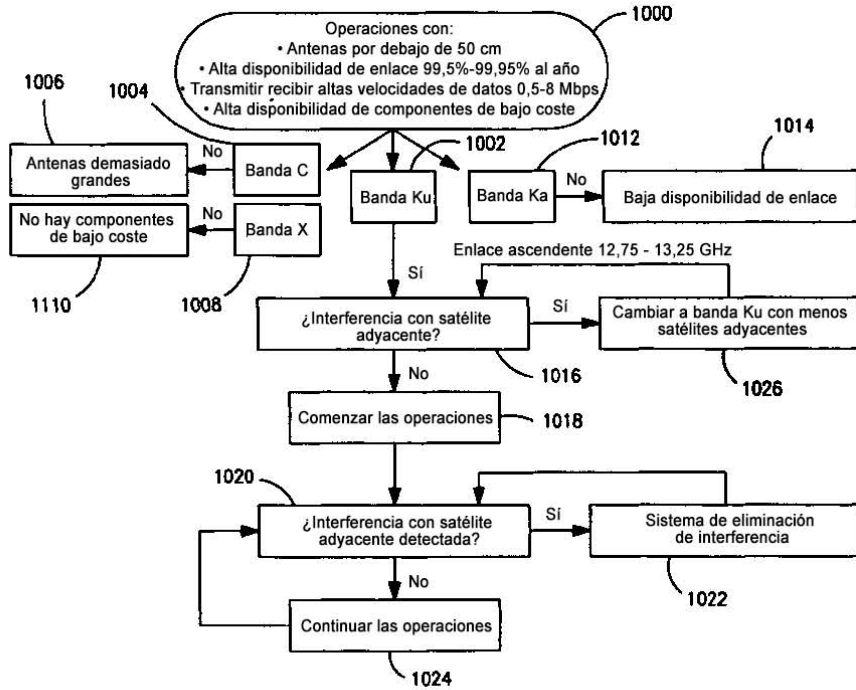 Operaciones con:
• Antenas por debajo de 50 cm
• Alta disponibilidad de enlace 99,5%-99,95% al año
• Transmitir recibir altas velocidades de datos 0,5-8 Mbps
• Alta disponibilidad de componentes de bajo coste
1000
1006
1004
1002
1012
1014
Antenas demasiado
grandes
No
Banda C
Banda Ku
Banda Ka
No
Baja disponibilidad de enlace
No hay componentes
de bajo coste
No
Banda X
1110
1008
Sí
Enlace ascendente 12,75 - 13,25 GHz
¿Interferencia con satélite
adyacente?
Sí
Cambiar a banda Ku con menos
satélites adyacentes
1016
1026
No
Comenzar las operaciones
1018
1020
¿Interferencia con satélite
adyacente detectada?
Sí
Sistema de eliminación
de interferencia
1022
No
Continuar las operaciones
1024